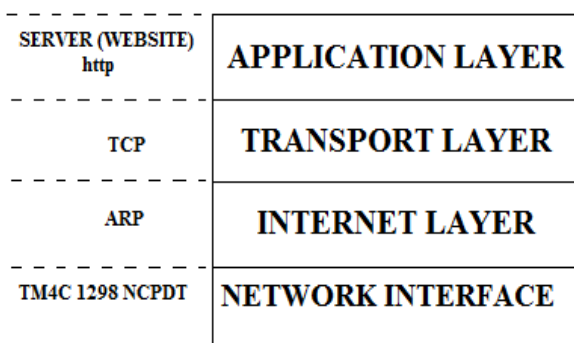 SERVER (WEBSITE)
http
APPLICATION LAYER
TCP
TRANSPORT LAYER
ARP
INTERNET LAYER
TM4C 1298 NCPDT
NETWORK INTERFACE